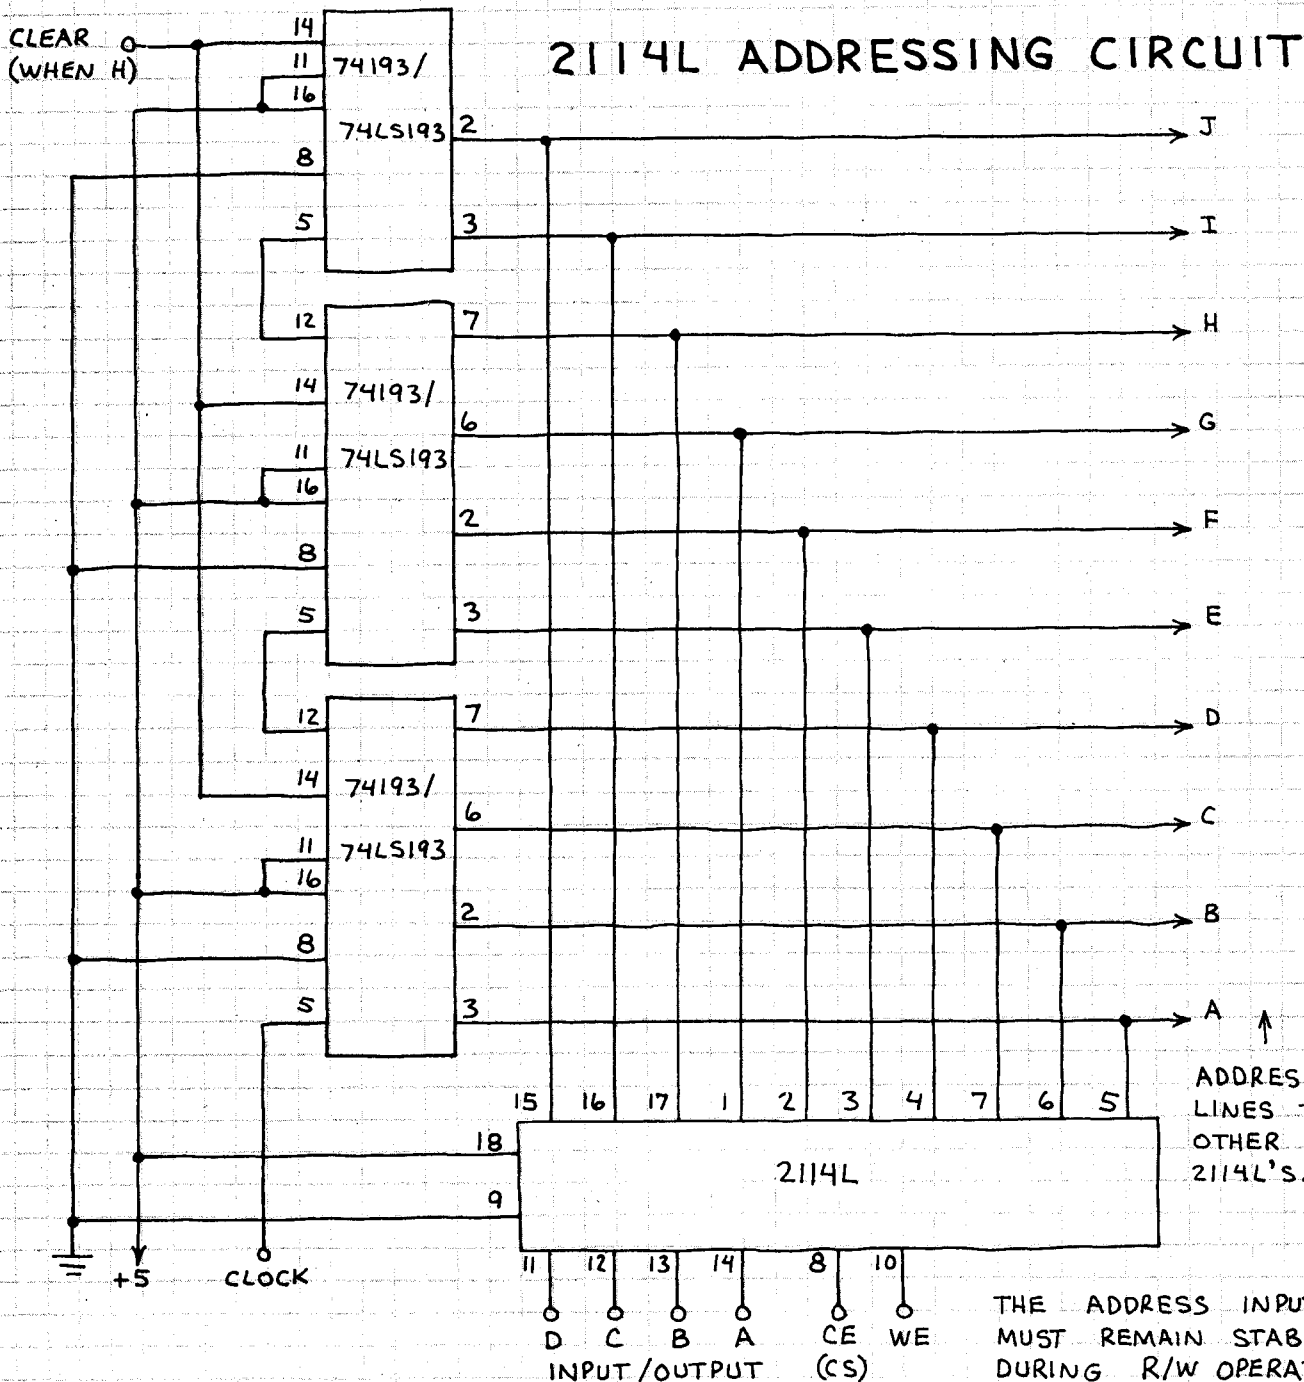 2114L ADDRESSING CIRCUIT
CLEAR
(WHEN H)
14
11
16
8
5
74193/
74LS193
2
3
J
I
12
14
11
16
8
5
74193/
74LS193
7
6
2
3
H
G
F
E
12
14
11
16
8
5
74193/
74LS193
7
6
2
3
D
C
B
A
ADDRES
LINES
OTHER
2114L'S.
15 16 17 1 2 3 4 7 6 5
18
9
2114L
+5
CLOCK
11 12 13 14 8 10
D C B A CE WE
INPUT/OUTPUT (CS)
THE ADDRESS INPU
MUST REMAIN STAB
DURING R/W OPERA